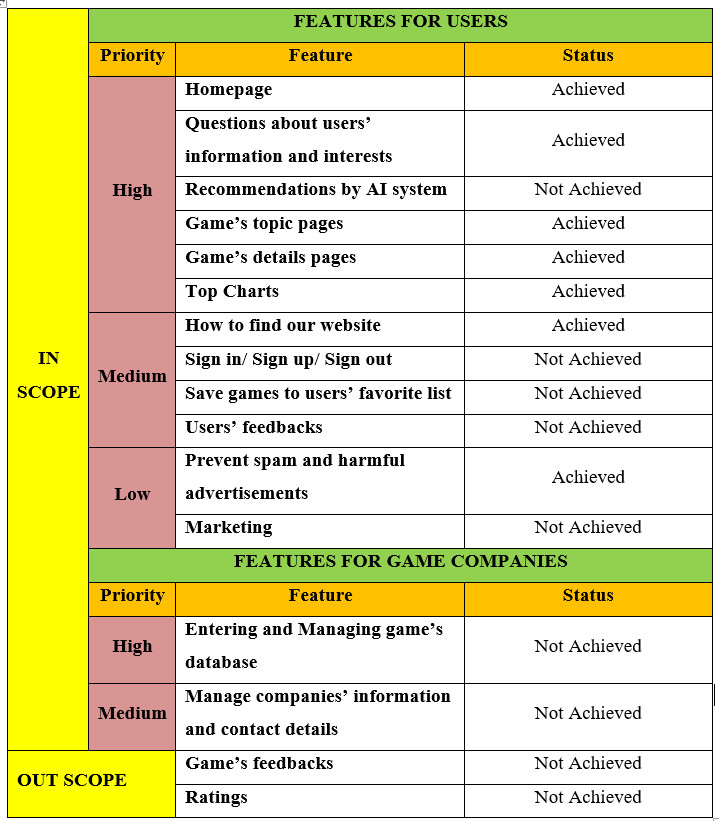 FEATURES FOR USERS
Priority Feature Status
Homepage Achieved
Questions about users’
information and interests
Achieved
High
Recommendations by AI system Not Achieved
Game’s topic pages Achieved
Game’s details pages Achieved
Top Charts Achieved
How to find our website Achieved
IN
SCOPE
Medium
Sign in/ Sign up/ Sign out Not Achieved
Save games to users’ favorite list Not Achieved
Users’ feedbacks Not Achieved
Low
Prevent spam and harmful
advertisements
Achieved
Marketing Not Achieved
FEATURES FOR GAME COMPANIES
Priority Feature Status
High
Entering and Managing game’s
database
Not Achieved
Medium
Manage companies’ information
and contact details
Not Achieved
OUT SCOPE
Game’s feedbacks Not Achieved
Ratings Not Achieved